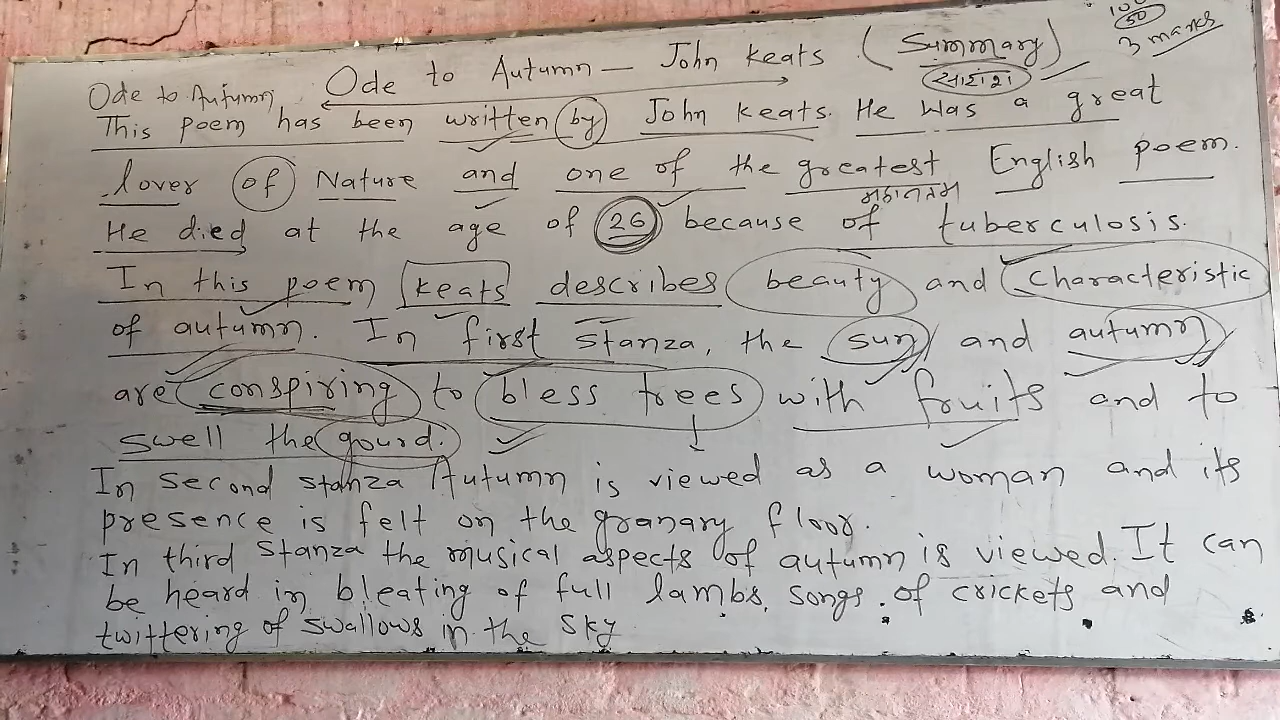 100
50
3 marks
Ode to Autumn — John Keats (Summary)
सारांश
Ode to Autumn
This poem has been written by John Keats. He was a great
lover of Nature and one of the greatest English poem.
महानतम
He died at the age of 26 because of tuberculosis.
In this poem Keats describes beauty and characteristic
of autumn. In first stanza, the sun and autumn
are conspiring to bless trees with fruits and to
swell the gourd.
In second stanza Autumn is viewed as a woman and its
presence is felt on the granary floor.
In third stanza the musical aspects of autumn is viewed. It can
be heard in bleating of full lambs, songs of crickets and
twittering of swallows in the sky